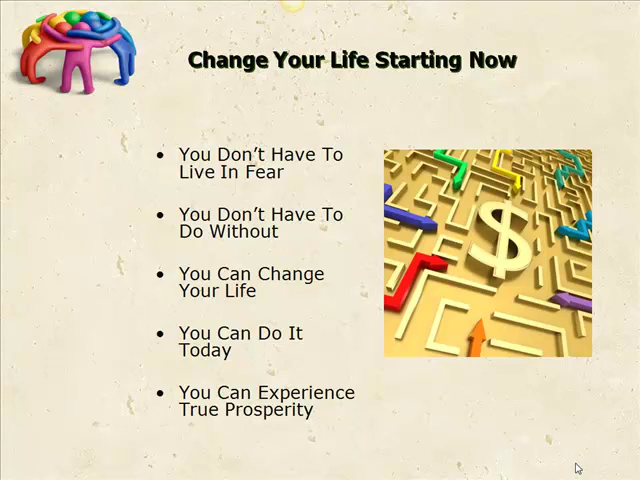 Change Your Life Starting Now
• You Don't Have To
Live In Fear
• You Don't Have To
Do Without
• You Can Change
Your Life
• You Can Do It
Today
• You Can Experience
True Prosperity
$